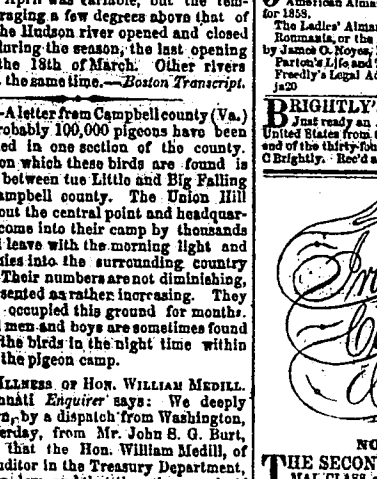 April was variable, but the tem-
raging a few degrees above that of
the Hudson river opened and closed
during the season, the last opening
the 18th of March. Other rivers
the same time.—Boston Transcript.
—A letter from Campbell county (Va.)
robably 100,000 pigeons have been
ed in one section of the county.
on which these birds are found is
between tue Little and Big Falling
ampbell county. The Union Hill
out the central point and headquar-
come into their camp by thousands
leave with the morning light and
lies into the surrounding country
Their numbers are not diminishing,
sented as rather increasing. They
occupied this ground for months.
men and boys are sometimes found
the birds in the night time within
the pigeon camp.
ILLNESS OF HON. WILLIAM MEDILL.
nnati Enquirer says: We deeply
n, by a dispatch from Washington,
erday, from Mr. John S. G. Burt,
that the Hon. William Medill, of
uditor in the Treasury Department,
American Alma
for 1858.
The Ladies' Alma
Roumania, or the
by James O. Noyes,
Parton's Life and
Freedly's Legal Ad
ja20
BRIGHTLY'
Just ready an
United States from t
end of the thirty-fou
C Brightly. Rec'd a
NO
THE SECON